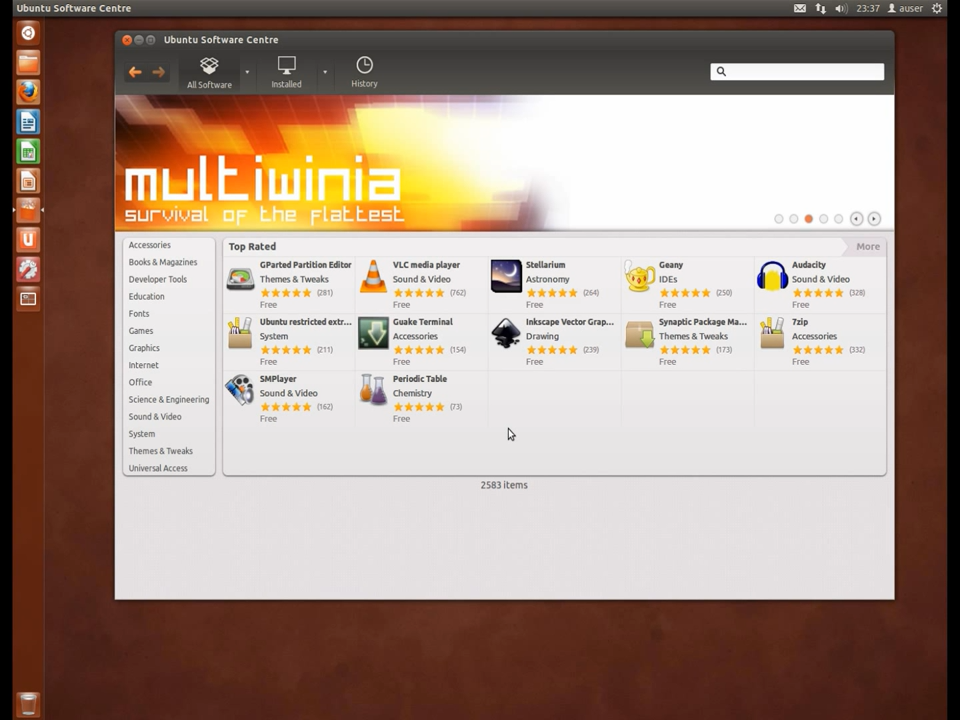 Ubuntu Software Centre
23:37 auser
Ubuntu Software Centre
All Software Installed History
multiwinia
survival of the flattest
Accessories
Books & Magazines
Developer Tools
Education
Fonts
Games
Graphics
Internet
Office
Science & Engineering
Sound & Video
System
Themes & Tweaks
Universal Access
Top Rated More
GParted Partition Editor
Themes & Tweaks
(281)
Free
VLC media player
Sound & Video
(762)
Free
Stellarium
Astronomy
(264)
Free
Geany
IDEs
(250)
Free
Audacity
Sound & Video
(328)
Free
Ubuntu restricted extr...
System
(211)
Free
Guake Terminal
Accessories
(154)
Free
Inkscape Vector Grap...
Drawing
(239)
Free
Synaptic Package Ma...
Themes & Tweaks
(173)
Free
7zip
Accessories
(332)
Free
SMPlayer
Sound & Video
(162)
Free
Periodic Table
Chemistry
(73)
Free
2583 items